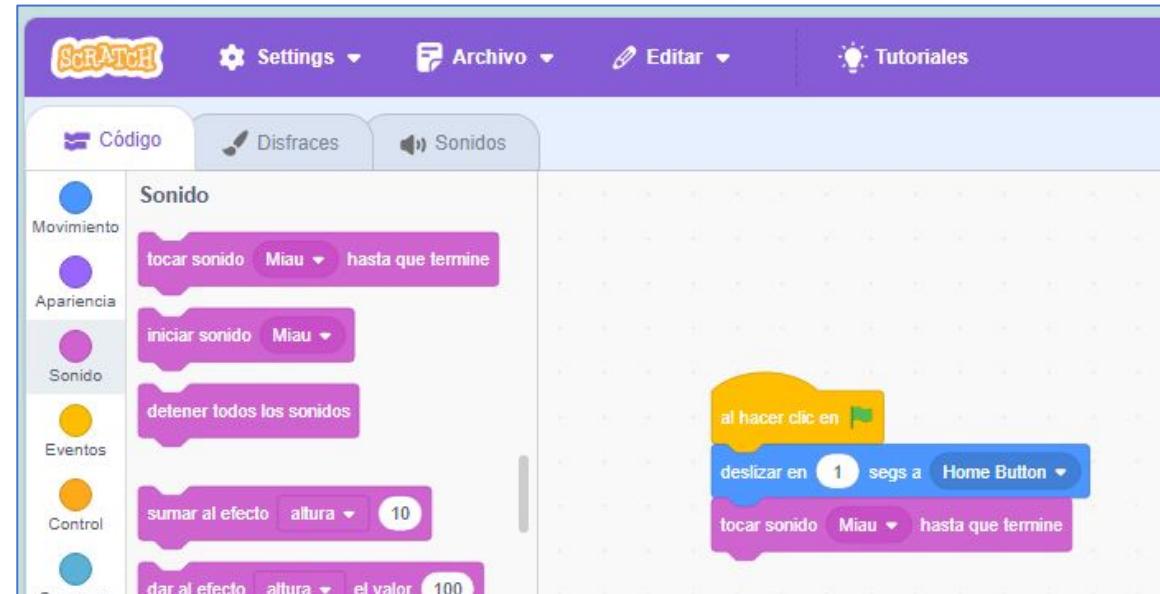 SCRATCH Settings Archivo Editar Tutoriales
Código Disfraces Sonidos
Movimiento
Apariencia
Sonido
Eventos
Control
Sonido
tocar sonido Miau hasta que termine
iniciar sonido Miau
detener todos los sonidos
sumar al efecto altura 10
dar al efecto altura el valor 100
al hacer clic en
deslizar en 1 segs a Home Button
tocar sonido Miau hasta que termine